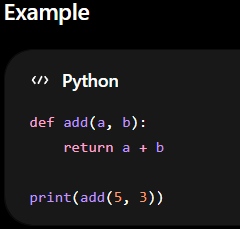 Example
</> Python
def add(a, b):
    return a + b
print(add(5, 3))